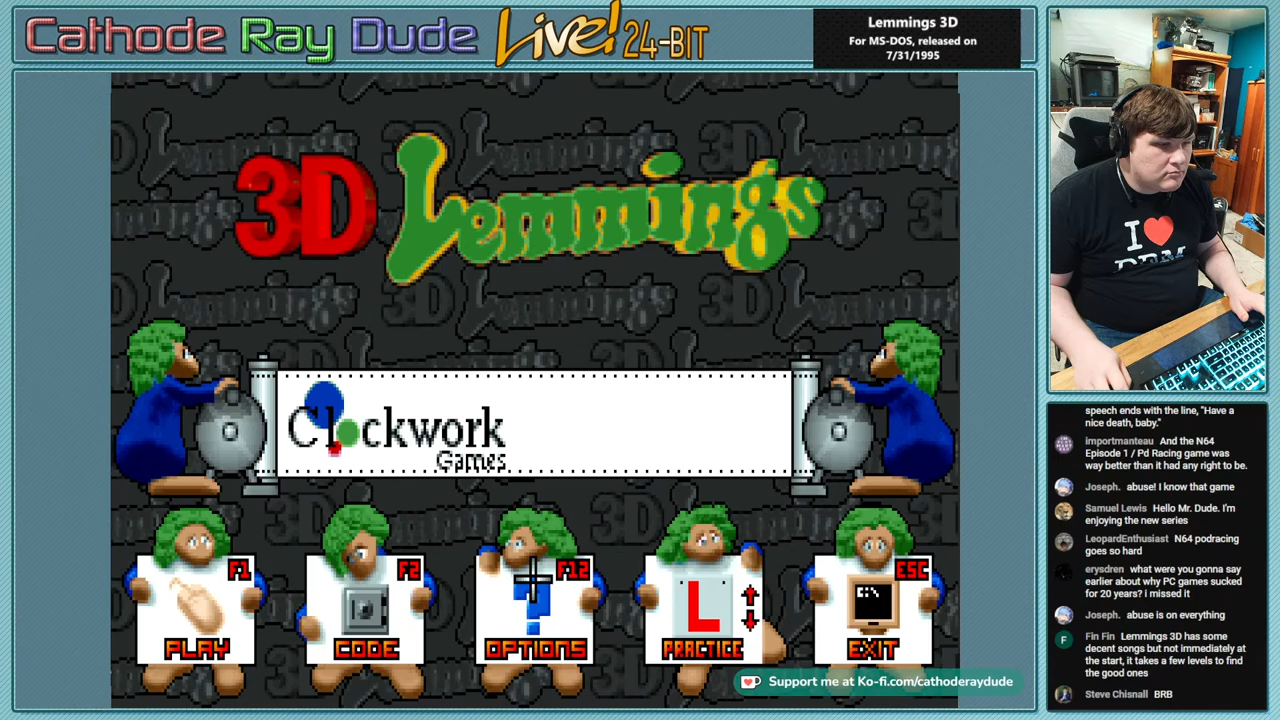 Cathode Ray Dude Live! 24-BIT
Lemmings 3D
For MS-DOS, released on
7/31/1995
3D Lemmings
Clockwork
Games
F1
PLAY
F2
CODE
F12
OPTIONS
L
PRACTICE
ESC
C:\
EXIT
Support me at Ko-fi.com/cathoderaydude
I
speech ends with the line, "Have a
nice death, baby."
importmanteau And the N64
Episode 1 / Pd Racing game was
way better than it had any right to be.
Joseph. abuse! I know that game
Samuel Lewis Hello Mr. Dude. I'm
enjoying the new series
LeopardEnthusiast N64 podracing
goes so hard
erysdren what were you gonna say
earlier about why PC games sucked
for 20 years? i missed it
Joseph. abuse is on everything
F
Fin Fin Lemmings 3D has some
decent songs but not immediately at
the start, it takes a few levels to find
the good ones
Steve Chisnall BRB